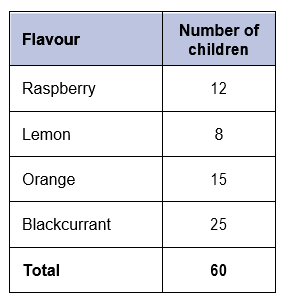 Flavour Number of
children
Raspberry 12
Lemon 8
Orange 15
Blackcurrant 25
Total 60